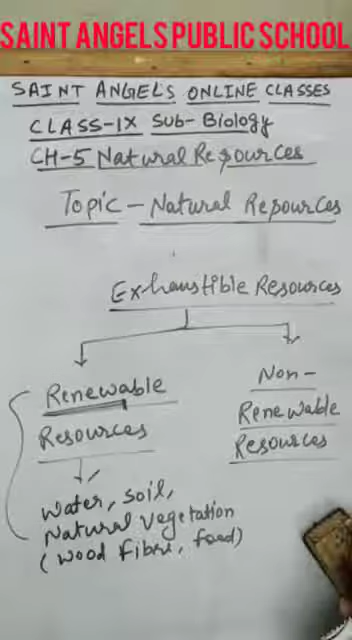 SAINT ANGELS PUBLIC SCHOOL
SAINT ANGELS ONLINE CLASSES
CLASS-IX Sub-Biology
CH-5 Natural Resources
Topic - Natural Resources
Exhaustible Resources
Renewable
Resources
Non-
Renewable
Resources
Water, soil,
Natural vegetation
(wood fibre, food)